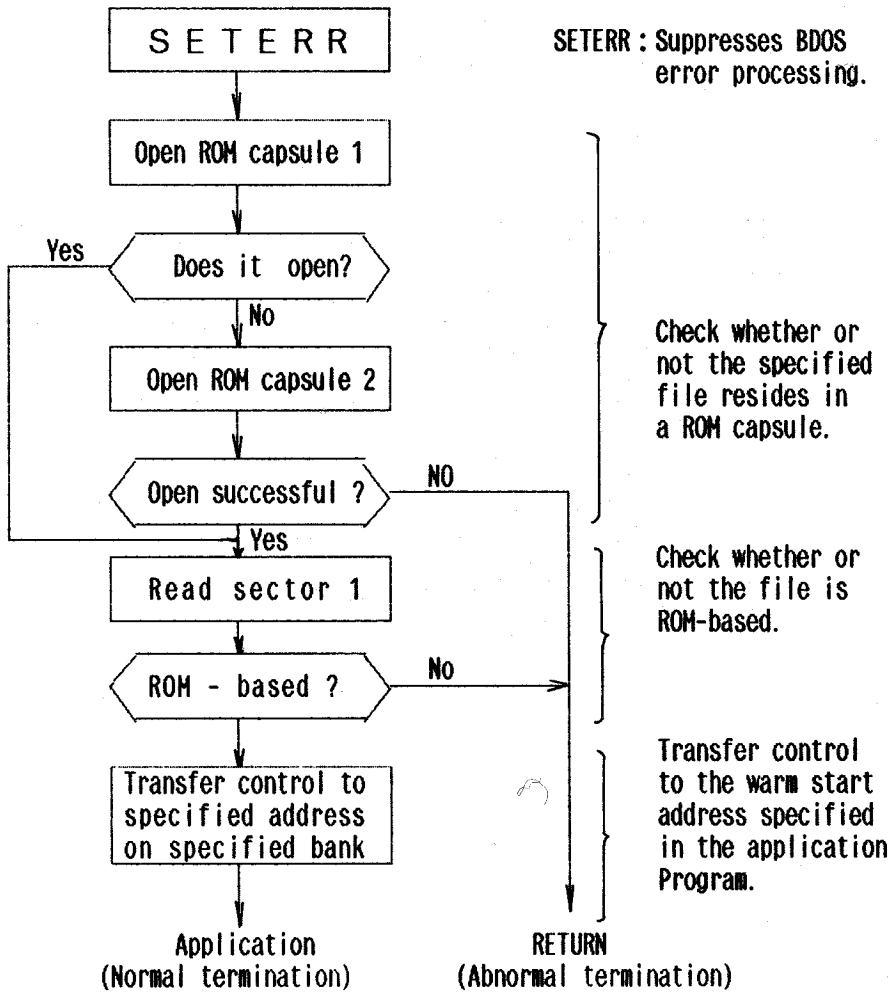 SETERR
SETERR : Suppresses BDOS
error processing.
Open ROM capsule 1
Yes
Does it open?
No
Open ROM capsule 2
Check whether or
not the specified
file resides in
a ROM capsule.
Open successful ?
NO
Yes
Read sector 1
Check whether or
not the file is
ROM-based.
ROM - based ?
No
Transfer control to
specified address
on specified bank
Transfer control
to the warm start
address specified
in the application
Program.
Application
(Normal termination)
RETURN
(Abnormal termination)